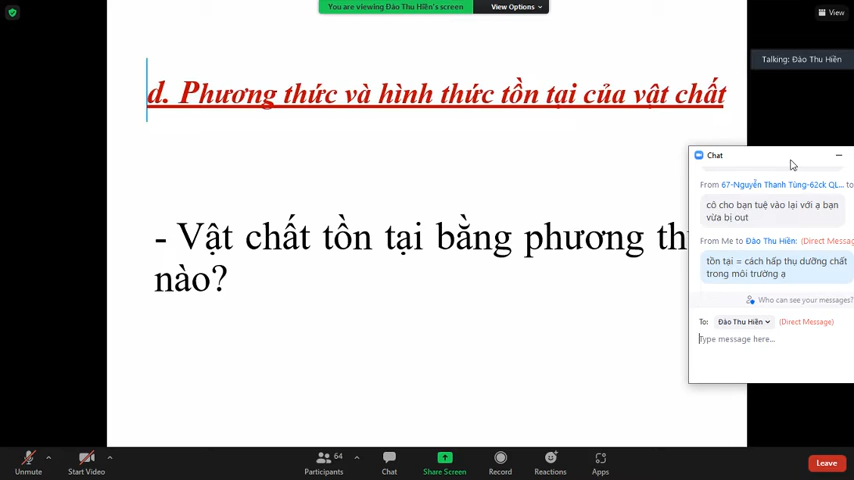 You are viewing Đào Thu Hiền's screen
View Options
View
Talking: Đào Thu Hiền
d. Phương thức và hình thức tồn tại của vật chất
- Vật chất tồn tại bằng phương
nào?
Chat
From 67-Nguyễn Thanh Tùng-62ck QL... to
cô cho bạn tuệ vào lại với ạ bạn
vừa bị out
From Me to Đào Thu Hiền: (Direct Messag
tồn tại = cách hấp thụ dưỡng chất
trong môi trường ạ
Who can see your messages?
To: Đào Thu Hiền (Direct Message)
Type message here...
Unmute
Start Video
64
Participants
Chat
Share Screen
Record
Reactions
Apps
Leave